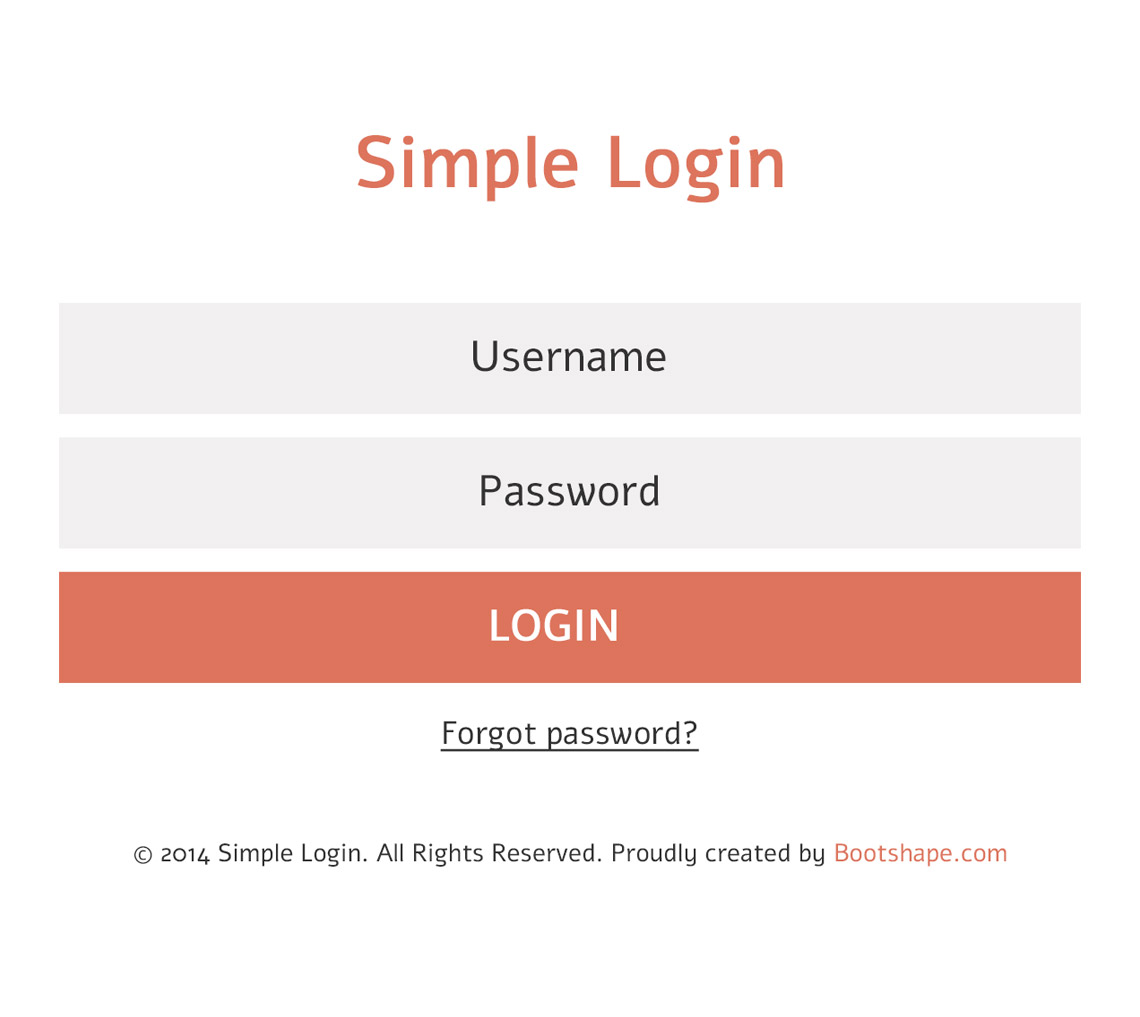 Simple Login
Username
Password
LOGIN
Forgot password?
© 2014 Simple Login. All Rights Reserved. Proudly created by Bootshape.com